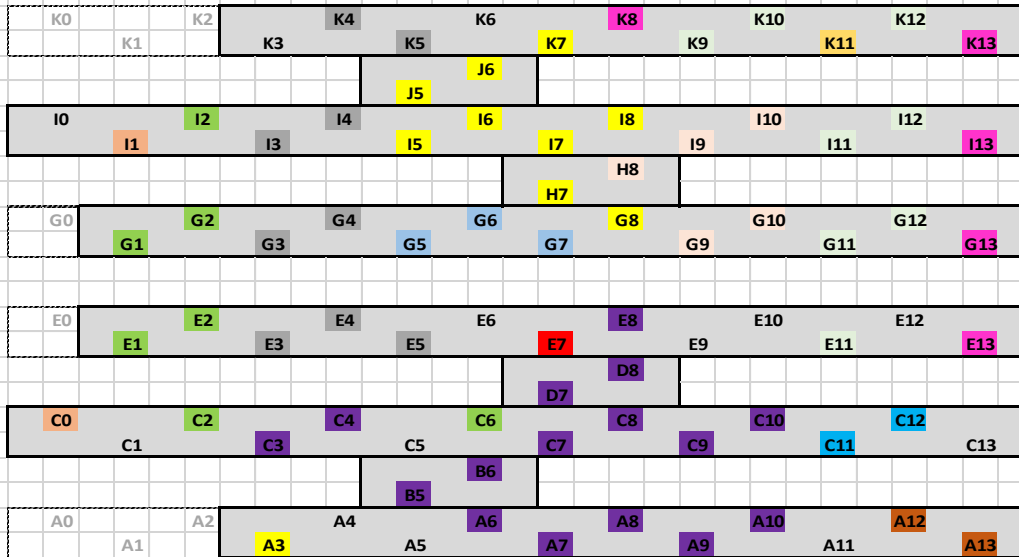 K0 K2 K4 K6 K8 K10 K12
K1 K3 K5 K7 K9 K11 K13
J6
J5
I0 I2 I4 I6 I8 I10 I12
I1 I3 I5 I7 I9 I11 I13
H8
H7
G0 G2 G4 G6 G8 G10 G12
G1 G3 G5 G7 G9 G11 G13
E0 E2 E4 E6 E8 E10 E12
E1 E3 E5 E7 E9 E11 E13
D8
D7
C0 C2 C4 C6 C8 C10 C12
C1 C3 C5 C7 C9 C11 C13
B6
B5
A0 A2 A4 A6 A8 A10 A12
A1 A3 A5 A7 A9 A11 A13